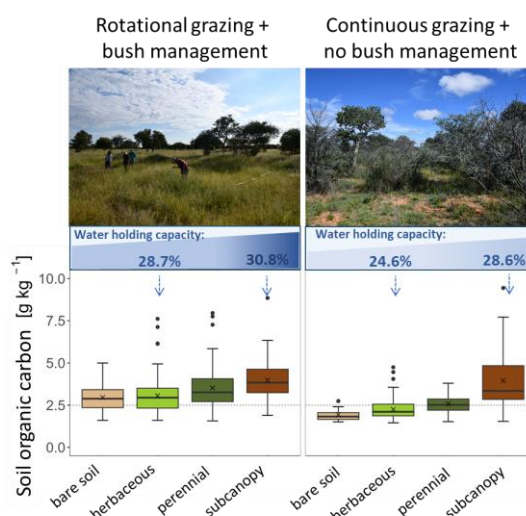 Rotational grazing +
bush management
Continuous grazing +
no bush management
Water holding capacity:
28.7%
30.8%
Water holding capacity:
24.6%
28.6%
Soil organic carbon [g kg⁻¹]
10.0
7.5
5.0
2.5
0.0
bare soil
herbaceous
perennial
subcanopy
bare soil
herbaceous
perennial
subcanopy